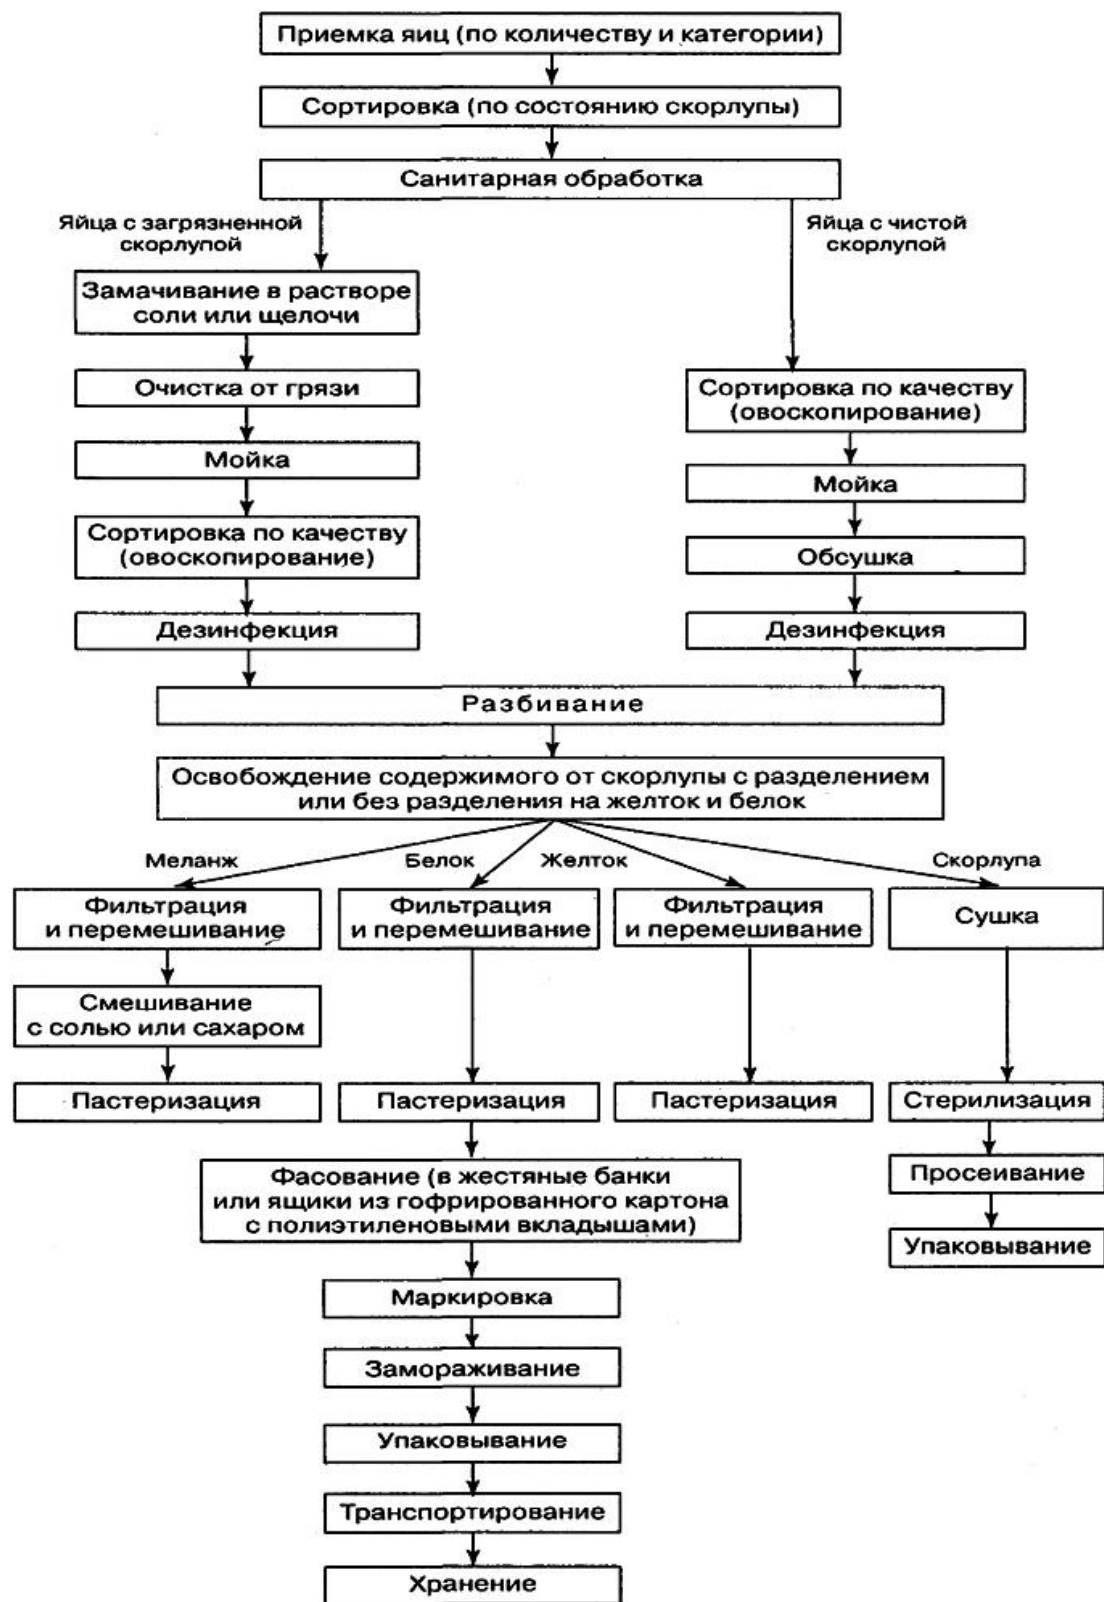 Приемка яиц (по количеству и категории)
Сортировка (по состоянию скорлупы)
Санитарная обработка
Яйца с загрязненной
скорлупой
Яйца с чистой
скорлупой
Замачивание в растворе
соли или щелочи
Очистка от грязи
Мойка
Сортировка по качеству
(овоскопирование)
Дезинфекция
Сортировка по качеству
(овоскопирование)
Мойка
Обсушка
Дезинфекция
Разбивание
Освобождение содержимого от скорлупы с разделением
или без разделения на желток и белок
Меланж
Белок
Желток
Скорлупа
Фильтрация
и перемешивание
Фильтрация
и перемешивание
Фильтрация
и перемешивание
Сушка
Смешивание
с солью или сахаром
Пастеризация
Пастеризация
Пастеризация
Стерилизация
Фасование (в жестяные банки
или ящики из гофрированного картона
с полиэтиленовыми вкладышами)
Просеивание
Упаковывание
Маркировка
Замораживание
Упаковывание
Транспортирование
Хранение